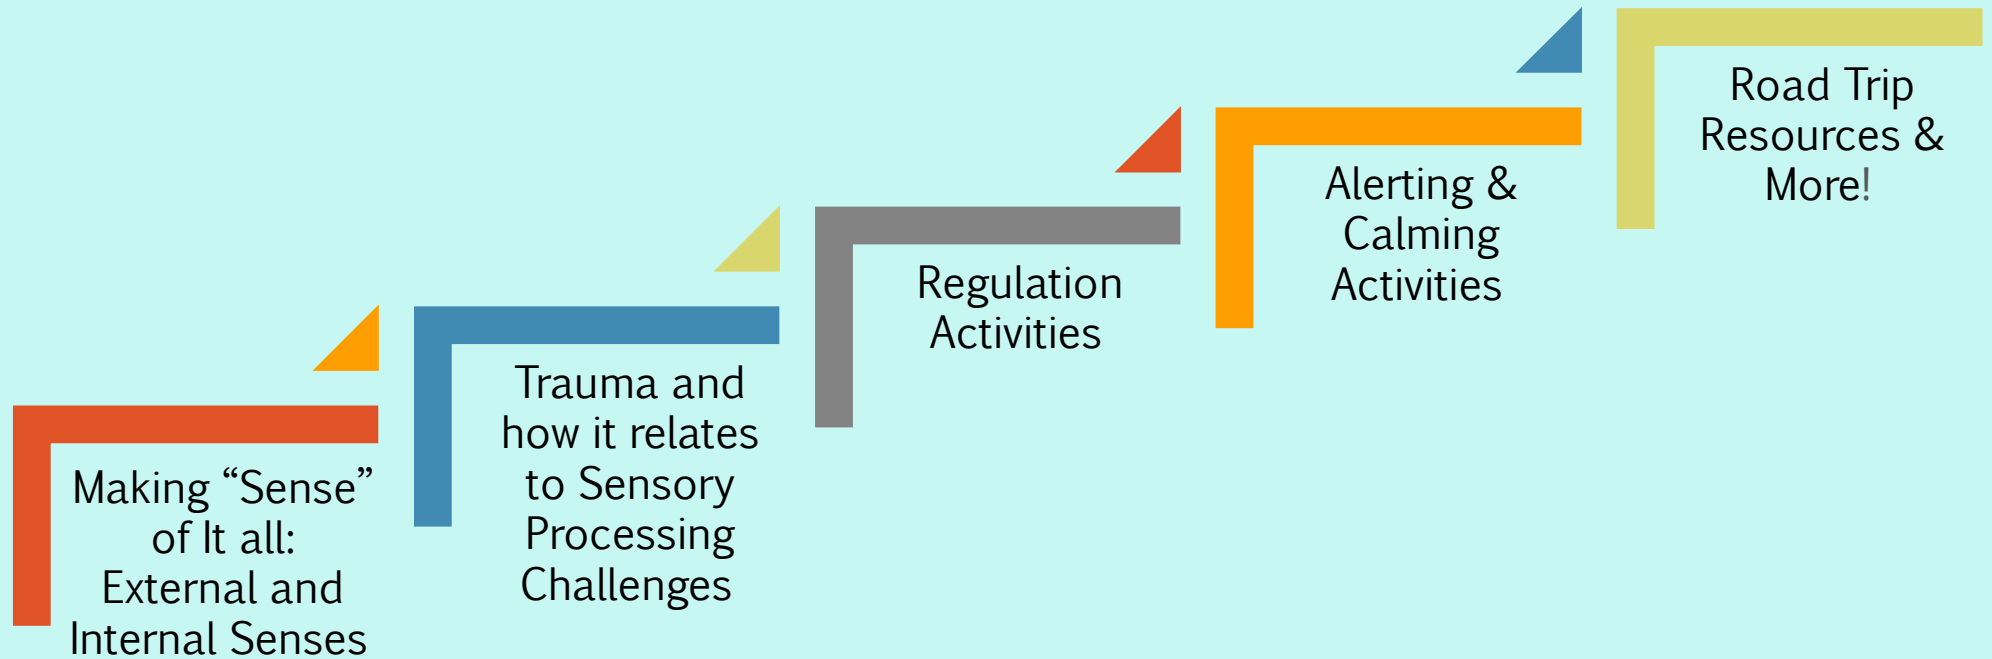 Making “Sense”
of It all:
External and
Internal Senses
Trauma and
how it relates
to Sensory
Processing
Challenges
Regulation
Activities
Alerting &
Calming
Activities
Road Trip
Resources &
More!